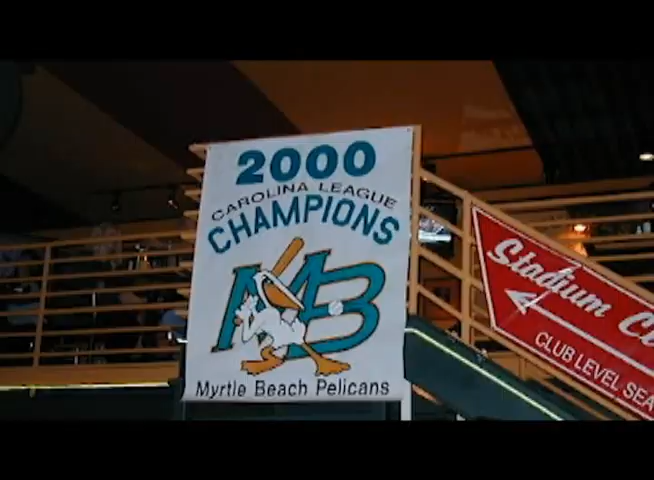 2000
CAROLINA LEAGUE
CHAMPIONS
MB
Myrtle Beach Pelicans
Stadium
CLUB LEVEL